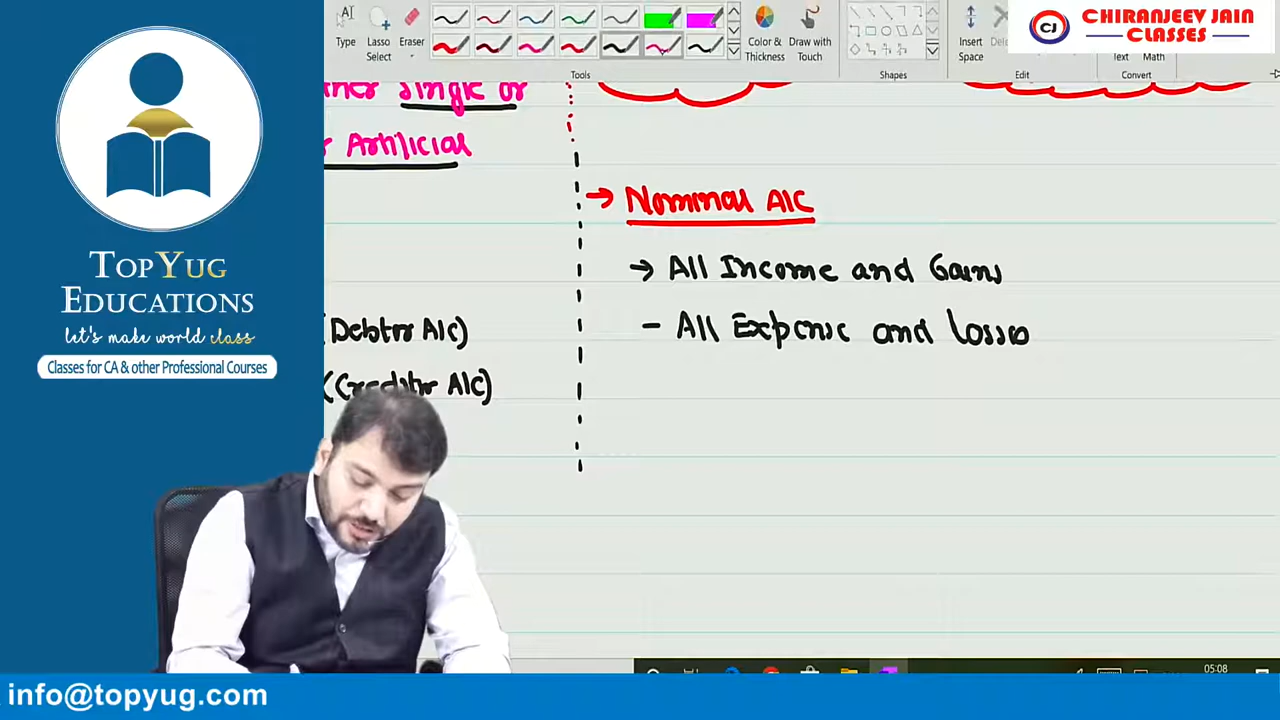 Type
Lasso
Select
Eraser
Tools
Color &
Thickness
Draw with
Touch
Shapes
Insert
Space
Edit
Text
Math
Convert
CJ
CHIRANJEEV JAIN
CLASSES
TOPYUG
EDUCATIONS
let's make world class
Classes for CA & other Professional Courses
Single or
Artificial
(Debtor A/C)
(Creditor A/C)
→ Nominal A/C
→ All Income and Gains
- All Expense and Losses
05:08
info@topyug.com